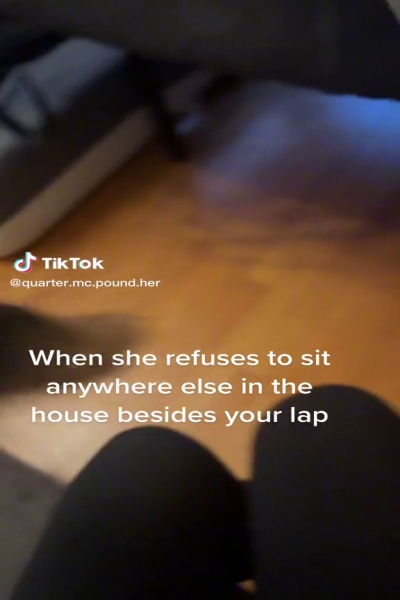 TikTok
@quarter.mc.pound.her
When she refuses to sit
anywhere else in the
house besides your lap